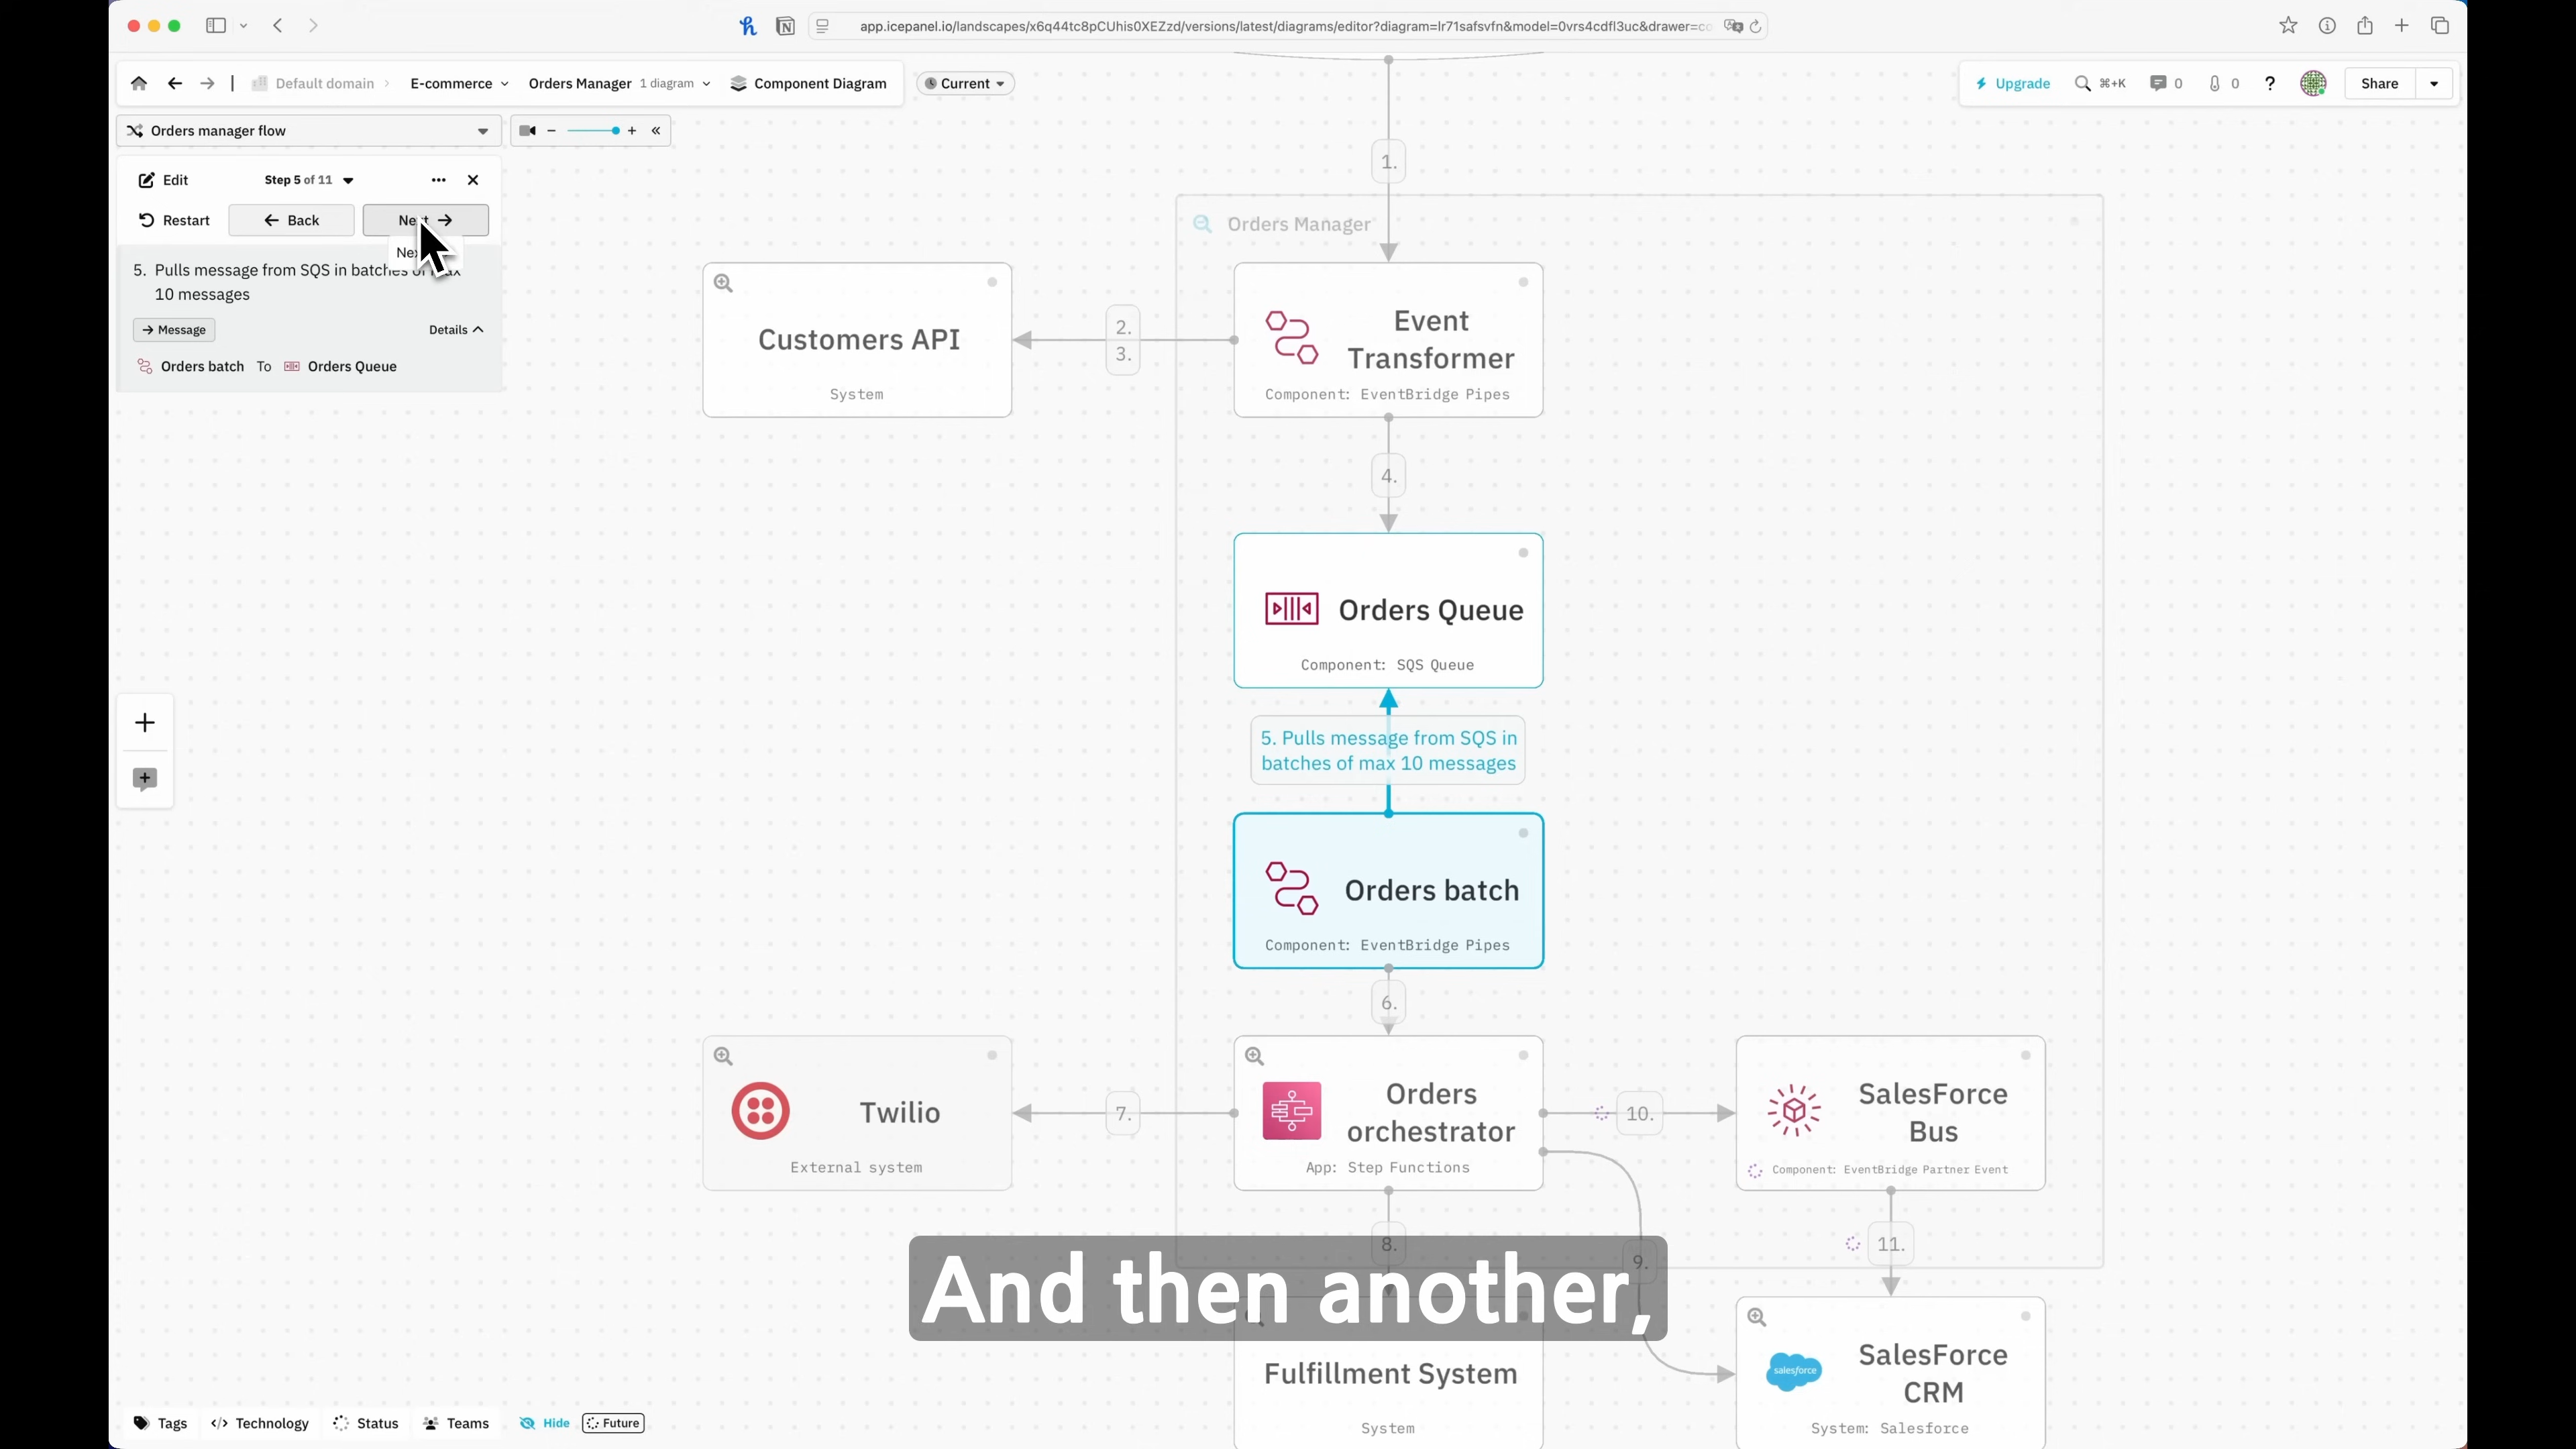 app.icepanel.io/landscapes/x6q44tc8pCUhis0XEZzd/versions/latest/diagrams/editor?diagram=lr71safsvfn&model=0vrs4cdfl3uc&drawer=co
Default domain
E-commerce
Orders Manager 1 diagram
Component Diagram
Current
Upgrade
⌘+K
0
0
?
Share
Orders manager flow
Edit
Step 5 of 11
Restart
Back
5. Pulls message from SQS in batches of max
10 messages
Message
Details
Orders batch To Orders Queue
1.
Orders Manager
Customers API
System
2.
3.
Event
Transformer
Component: EventBridge Pipes
4.
Orders Queue
Component: SQS Queue
5. Pulls message from SQS in
batches of max 10 messages
Orders batch
Component: EventBridge Pipes
6.
Twilio
External system
7.
Orders
orchestrator
App: Step Functions
10.
SalesForce
Bus
Component: EventBridge Partner Event
8.
9.
11.
And then another,
Fulfillment System
System
salesforce
SalesForce
CRM
System: Salesforce
Tags
Technology
Status
Teams
Hide
Future